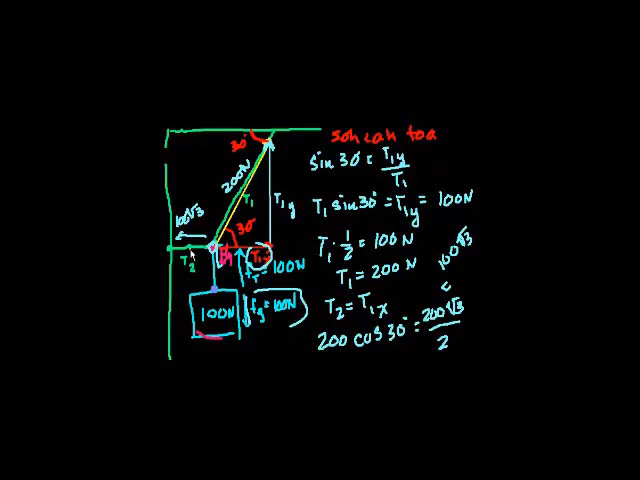 30°
soh cah toa
sin 30° = T₁y / T₁
200N
T₁
T₁y
T₁ sin 30° = T₁y = 100N
100√3
30°
T₂
T₁ · 1/2 = 100 N
T₁ = 200 N
= 100√3
100N
100N
fg = 100N
T₂ = T₁x
200 cos 30° = 200√3 / 2